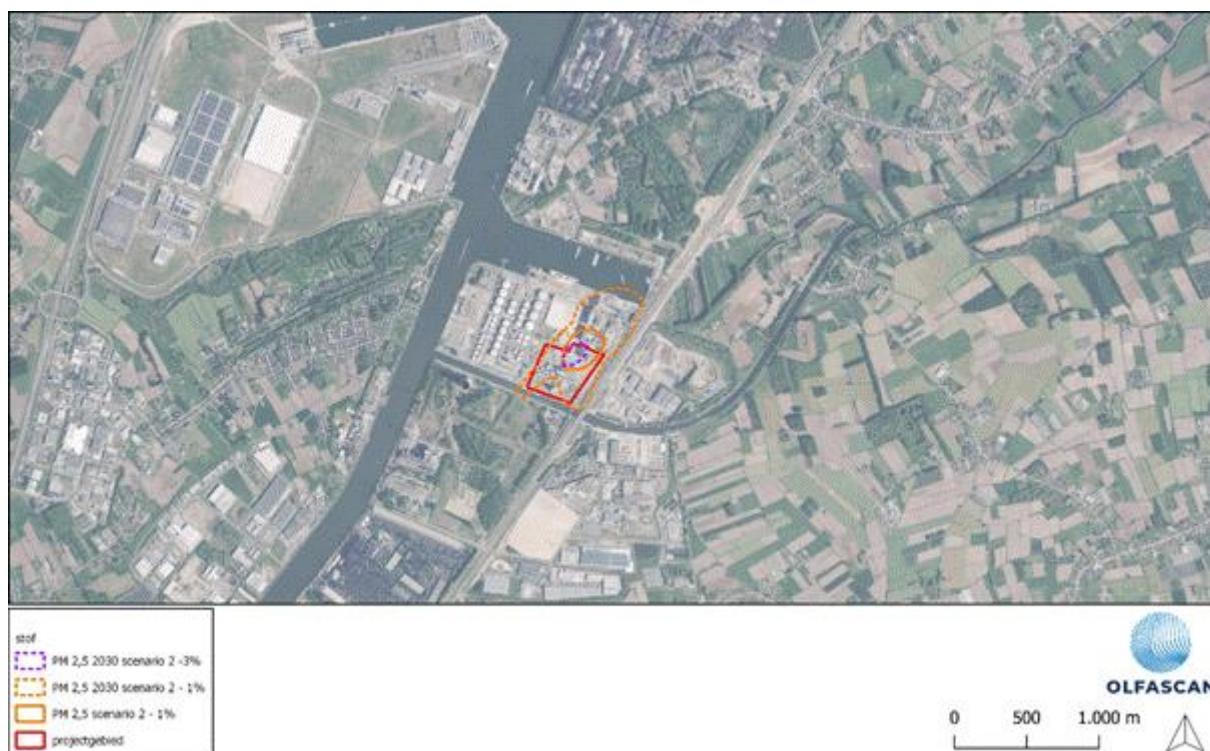 stof
PM 2,5 2030 scenario 2 -3%
PM 2,5 2030 scenario 2 - 1%
PM 2,5 scenario 2 - 1%
projectgebied
OLFASCAN
0 500 1.000 m